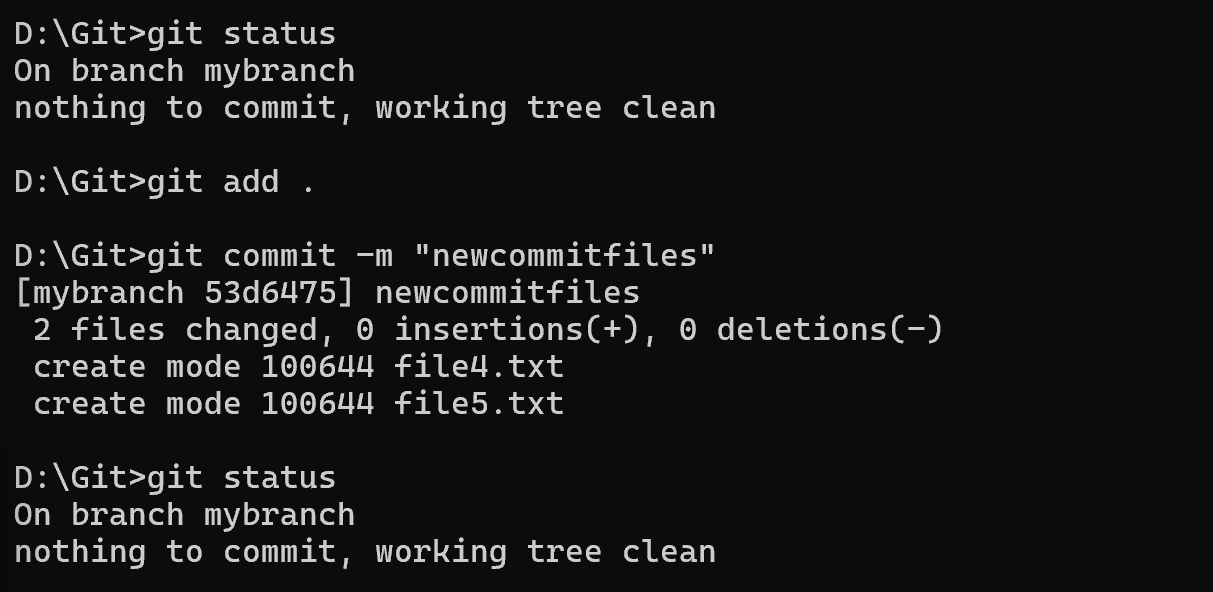 D:\Git>git status
On branch mybranch
nothing to commit, working tree clean
D:\Git>git add .
D:\Git>git commit -m "newcommitfiles"
[mybranch 53d6475] newcommitfiles
 2 files changed, 0 insertions(+), 0 deletions(-)
 create mode 100644 file4.txt
 create mode 100644 file5.txt
D:\Git>git status
On branch mybranch
nothing to commit, working tree clean